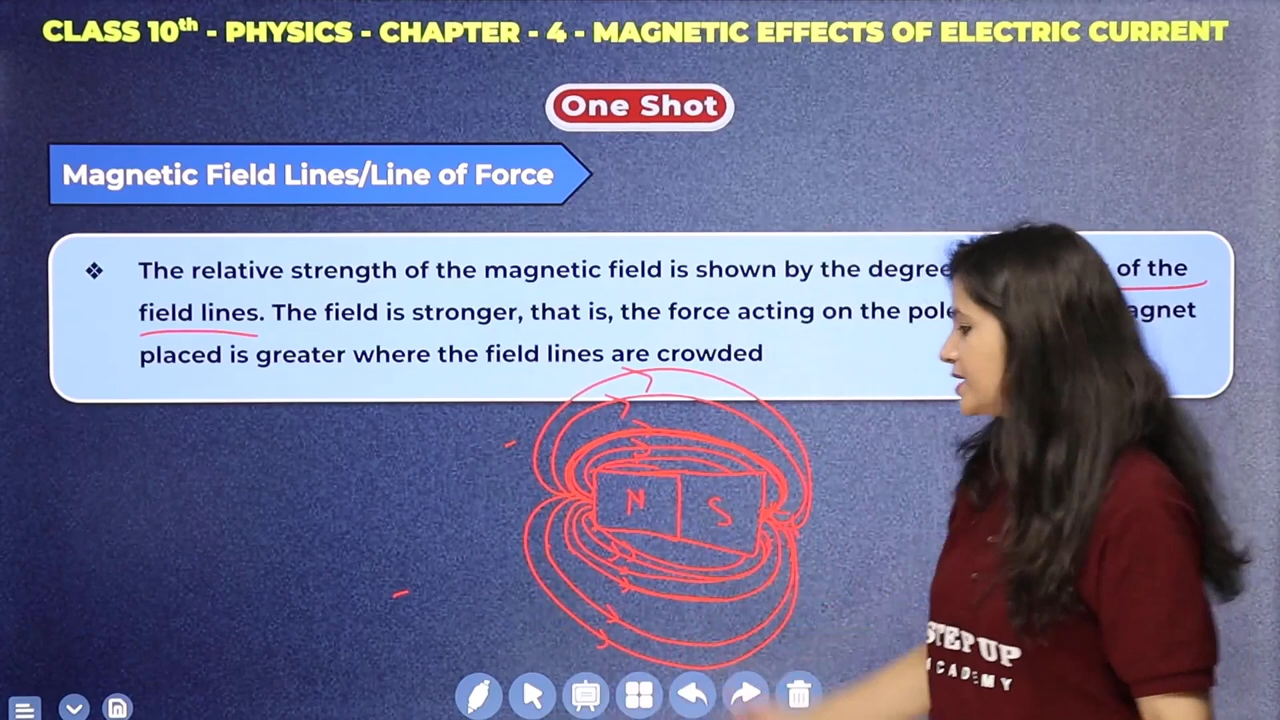 CLASS 10th - PHYSICS - CHAPTER - 4 - MAGNETIC EFFECTS OF ELECTRIC CURRENT
One Shot
Magnetic Field Lines/Line of Force
❖ The relative strength of the magnetic field is shown by the degree of the
field lines. The field is stronger, that is, the force acting on the pole
placed is greater where the field lines are crowded
N S
STEP UP
ACADEMY